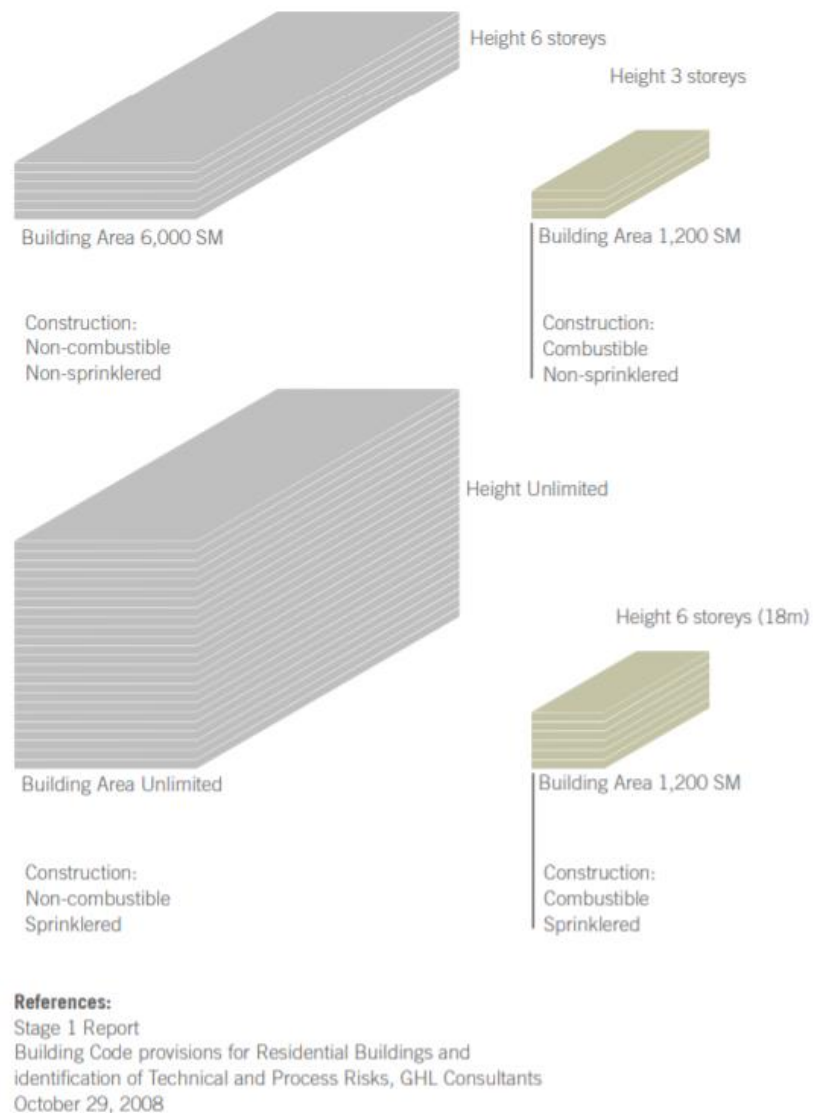 Height 6 storeys
Height 3 storeys
Building Area 6,000 SM
Building Area 1,200 SM
Construction:
Non-combustible
Non-sprinklered
Construction:
Combustible
Non-sprinklered
Height Unlimited
Height 6 storeys (18m)
Building Area Unlimited
Building Area 1,200 SM
Construction:
Non-combustible
Sprinklered
Construction:
Combustible
Sprinklered
References:
Stage 1 Report
Building Code provisions for Residential Buildings and
identification of Technical and Process Risks, GHL Consultants
October 29, 2008